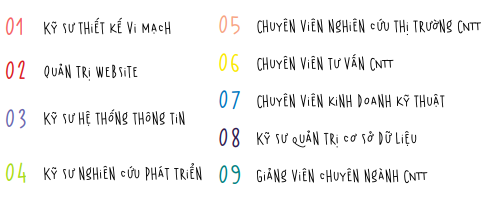 01 KỸ SƯ THIẾT KẾ VI MẠCH
02 QUẢN TRỊ WEBSITE
03 KỸ SƯ HỆ THỐNG THÔNG TIN
04 KỸ SƯ NGHIÊN CỨU PHÁT TRIỂN
05 CHUYÊN VIÊN NGHIÊN CỨU THỊ TRƯỜNG CNTT
06 CHUYÊN VIÊN TƯ VẤN CNTT
07 CHUYÊN VIÊN KINH DOANH KỸ THUẬT
08 KỸ SƯ QUẢN TRỊ CƠ SỞ DỮ LIỆU
09 GIẢNG VIÊN CHUYÊN NGÀNH CNTT